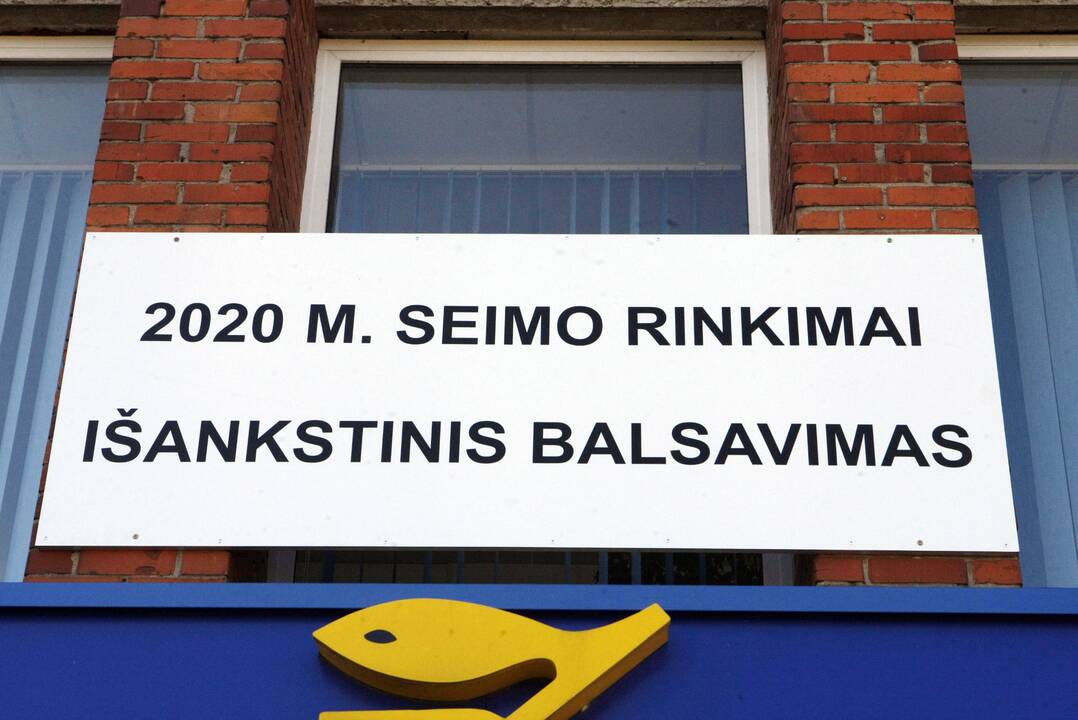 2020 M. SEIMO RINKIMAI
IŠANKSTINIS BALSAVIMAS